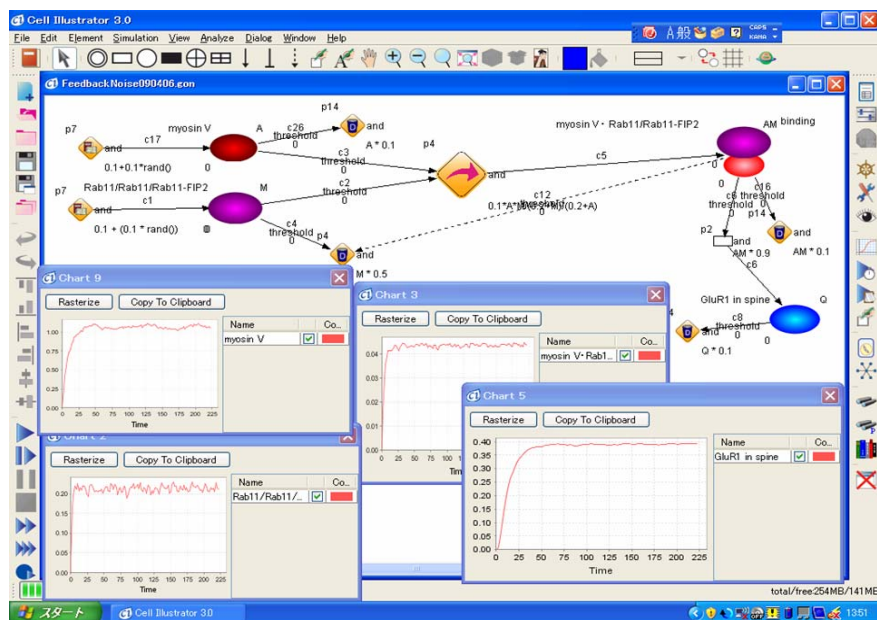 Cell Illustrator 3.0
File Edit Element Simulation View Analyze Dialog Window Help
A般
CAPS
KANA
FeedbackNoise090406.gon
p14
p7
c17
myosin V
A
c26
threshold
0
and
A * 0.1
and
0.1+0.1*rand()
0
c3
threshold
0
p4
and
c5
myosin V・Rab11/Rab11-FIP2
AM
binding
0
0
p7
Rab11/Rab11/Rab11-FIP2
M
c2
threshold
0
and
c1
0.1 + (0.1 * rand())
c4
threshold
0
p4
and
M * 0.5
c12
threshold
0
c6
threshold
0
c16
threshold
0
p14
and
AM * 0.1
p2
and
AM * 0.9
c6
GluR1 in spine
Q
c8
threshold
0
0
and
Q * 0.1
Chart 9
Rasterize Copy To Clipboard
Name Co...
myosin V
1.00
0.75
0.50
0.25
0.00
0 25 50 75 100 125 150 175 200 225
Time
Chart 3
Rasterize Copy To Clipboard
Name Co...
myosin V・Rab1...
0.04
0.03
0.02
0.01
0.00
0 25 50 75 100
Chart 2
Rasterize Copy To Clipboard
Name Co...
Rab11/Rab11/...
0.20
0.15
0.10
0.05
0.00
0 25 50 75 100 125 150 175 200 225
Time
Chart 5
Rasterize Copy To Clipboard
Name Co...
GluR1 in spine
0.40
0.35
0.30
0.25
0.20
0.15
0.10
0.05
0.00
0 25 50 75 100 125 150 175 200 225
Time
total/free:254MB/141ME
スタート
Cell Illustrator 3.0
1351